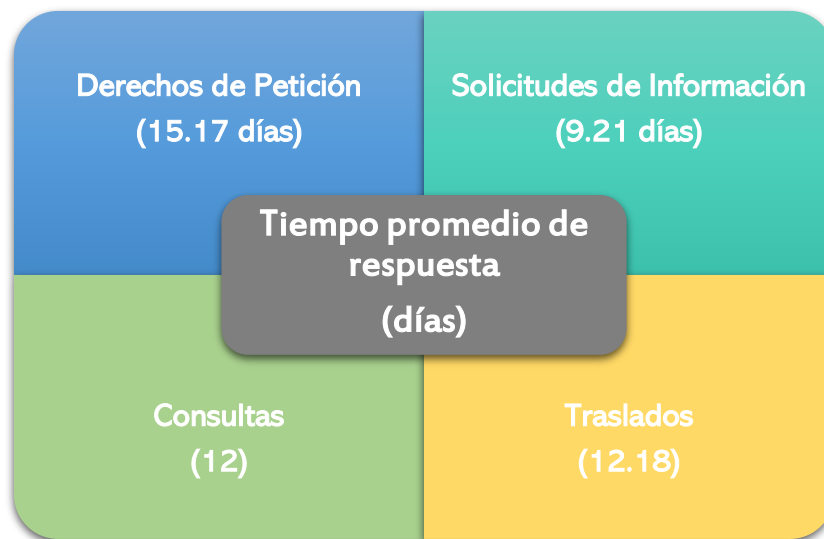 Derechos de Petición
(15.17 días)
Solicitudes de Información
(9.21 días)
Tiempo promedio de
respuesta
(días)
Consultas
(12)
Traslados
(12.18)